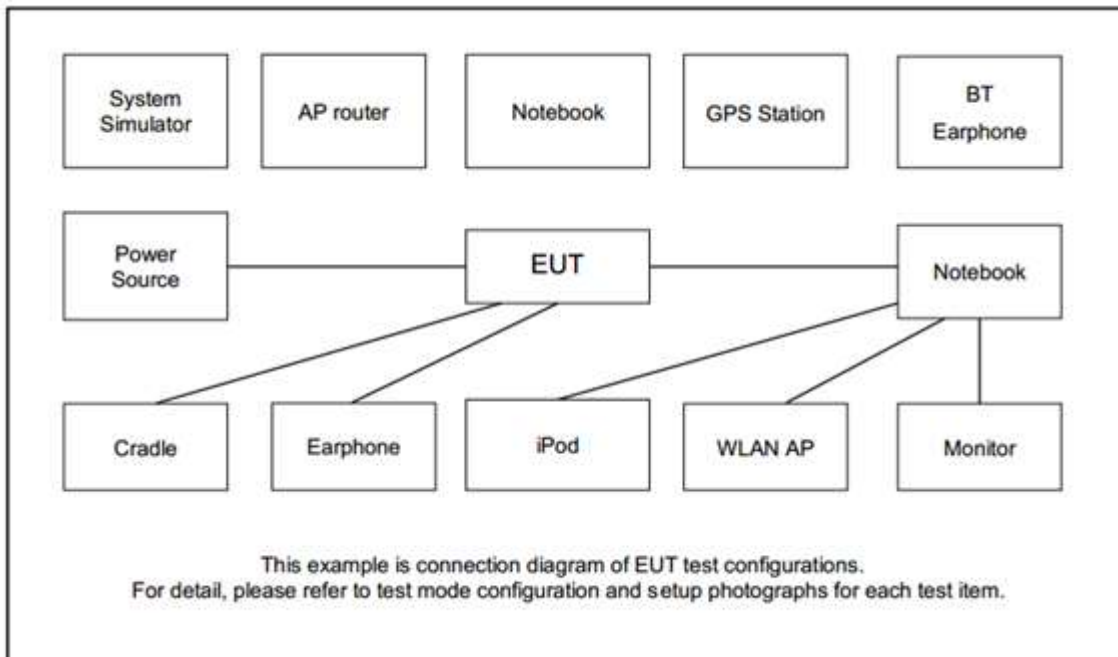 System
Simulator
AP router
Notebook
GPS Station
BT
Earphone
Power
Source
EUT
Notebook
Cradle
Earphone
iPod
WLAN AP
Monitor
This example is connection diagram of EUT test configurations.
For detail, please refer to test mode configuration and setup photographs for each test item.